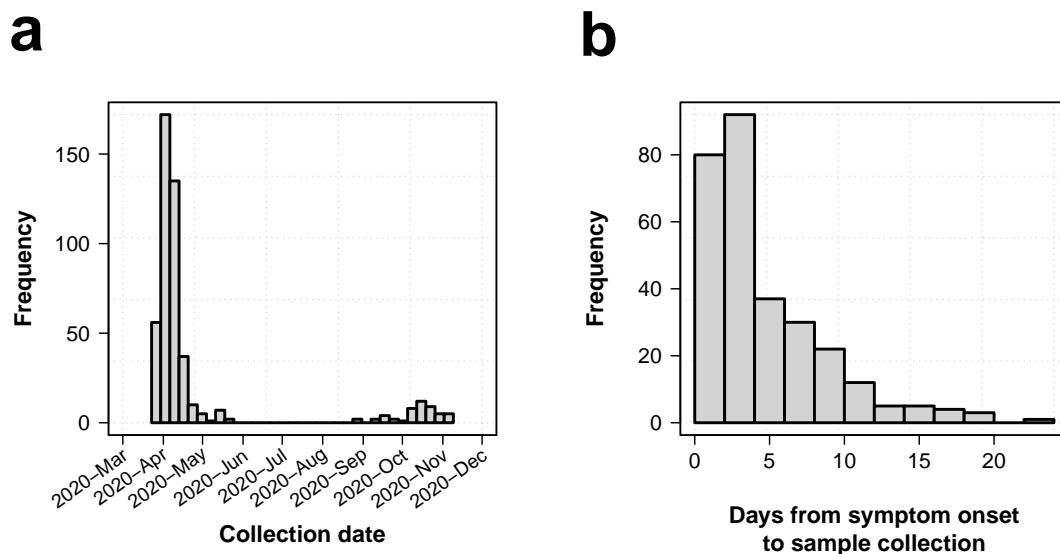 a
b
150
100
50
0
Frequency
2020–Mar
2020–Apr
2020–May
2020–Jun
2020–Jul
2020–Aug
2020–Sep
2020–Oct
2020–Nov
2020–Dec
Collection date
80
60
40
20
0
Frequency
0
5
10
15
20
Days from symptom onset
to sample collection